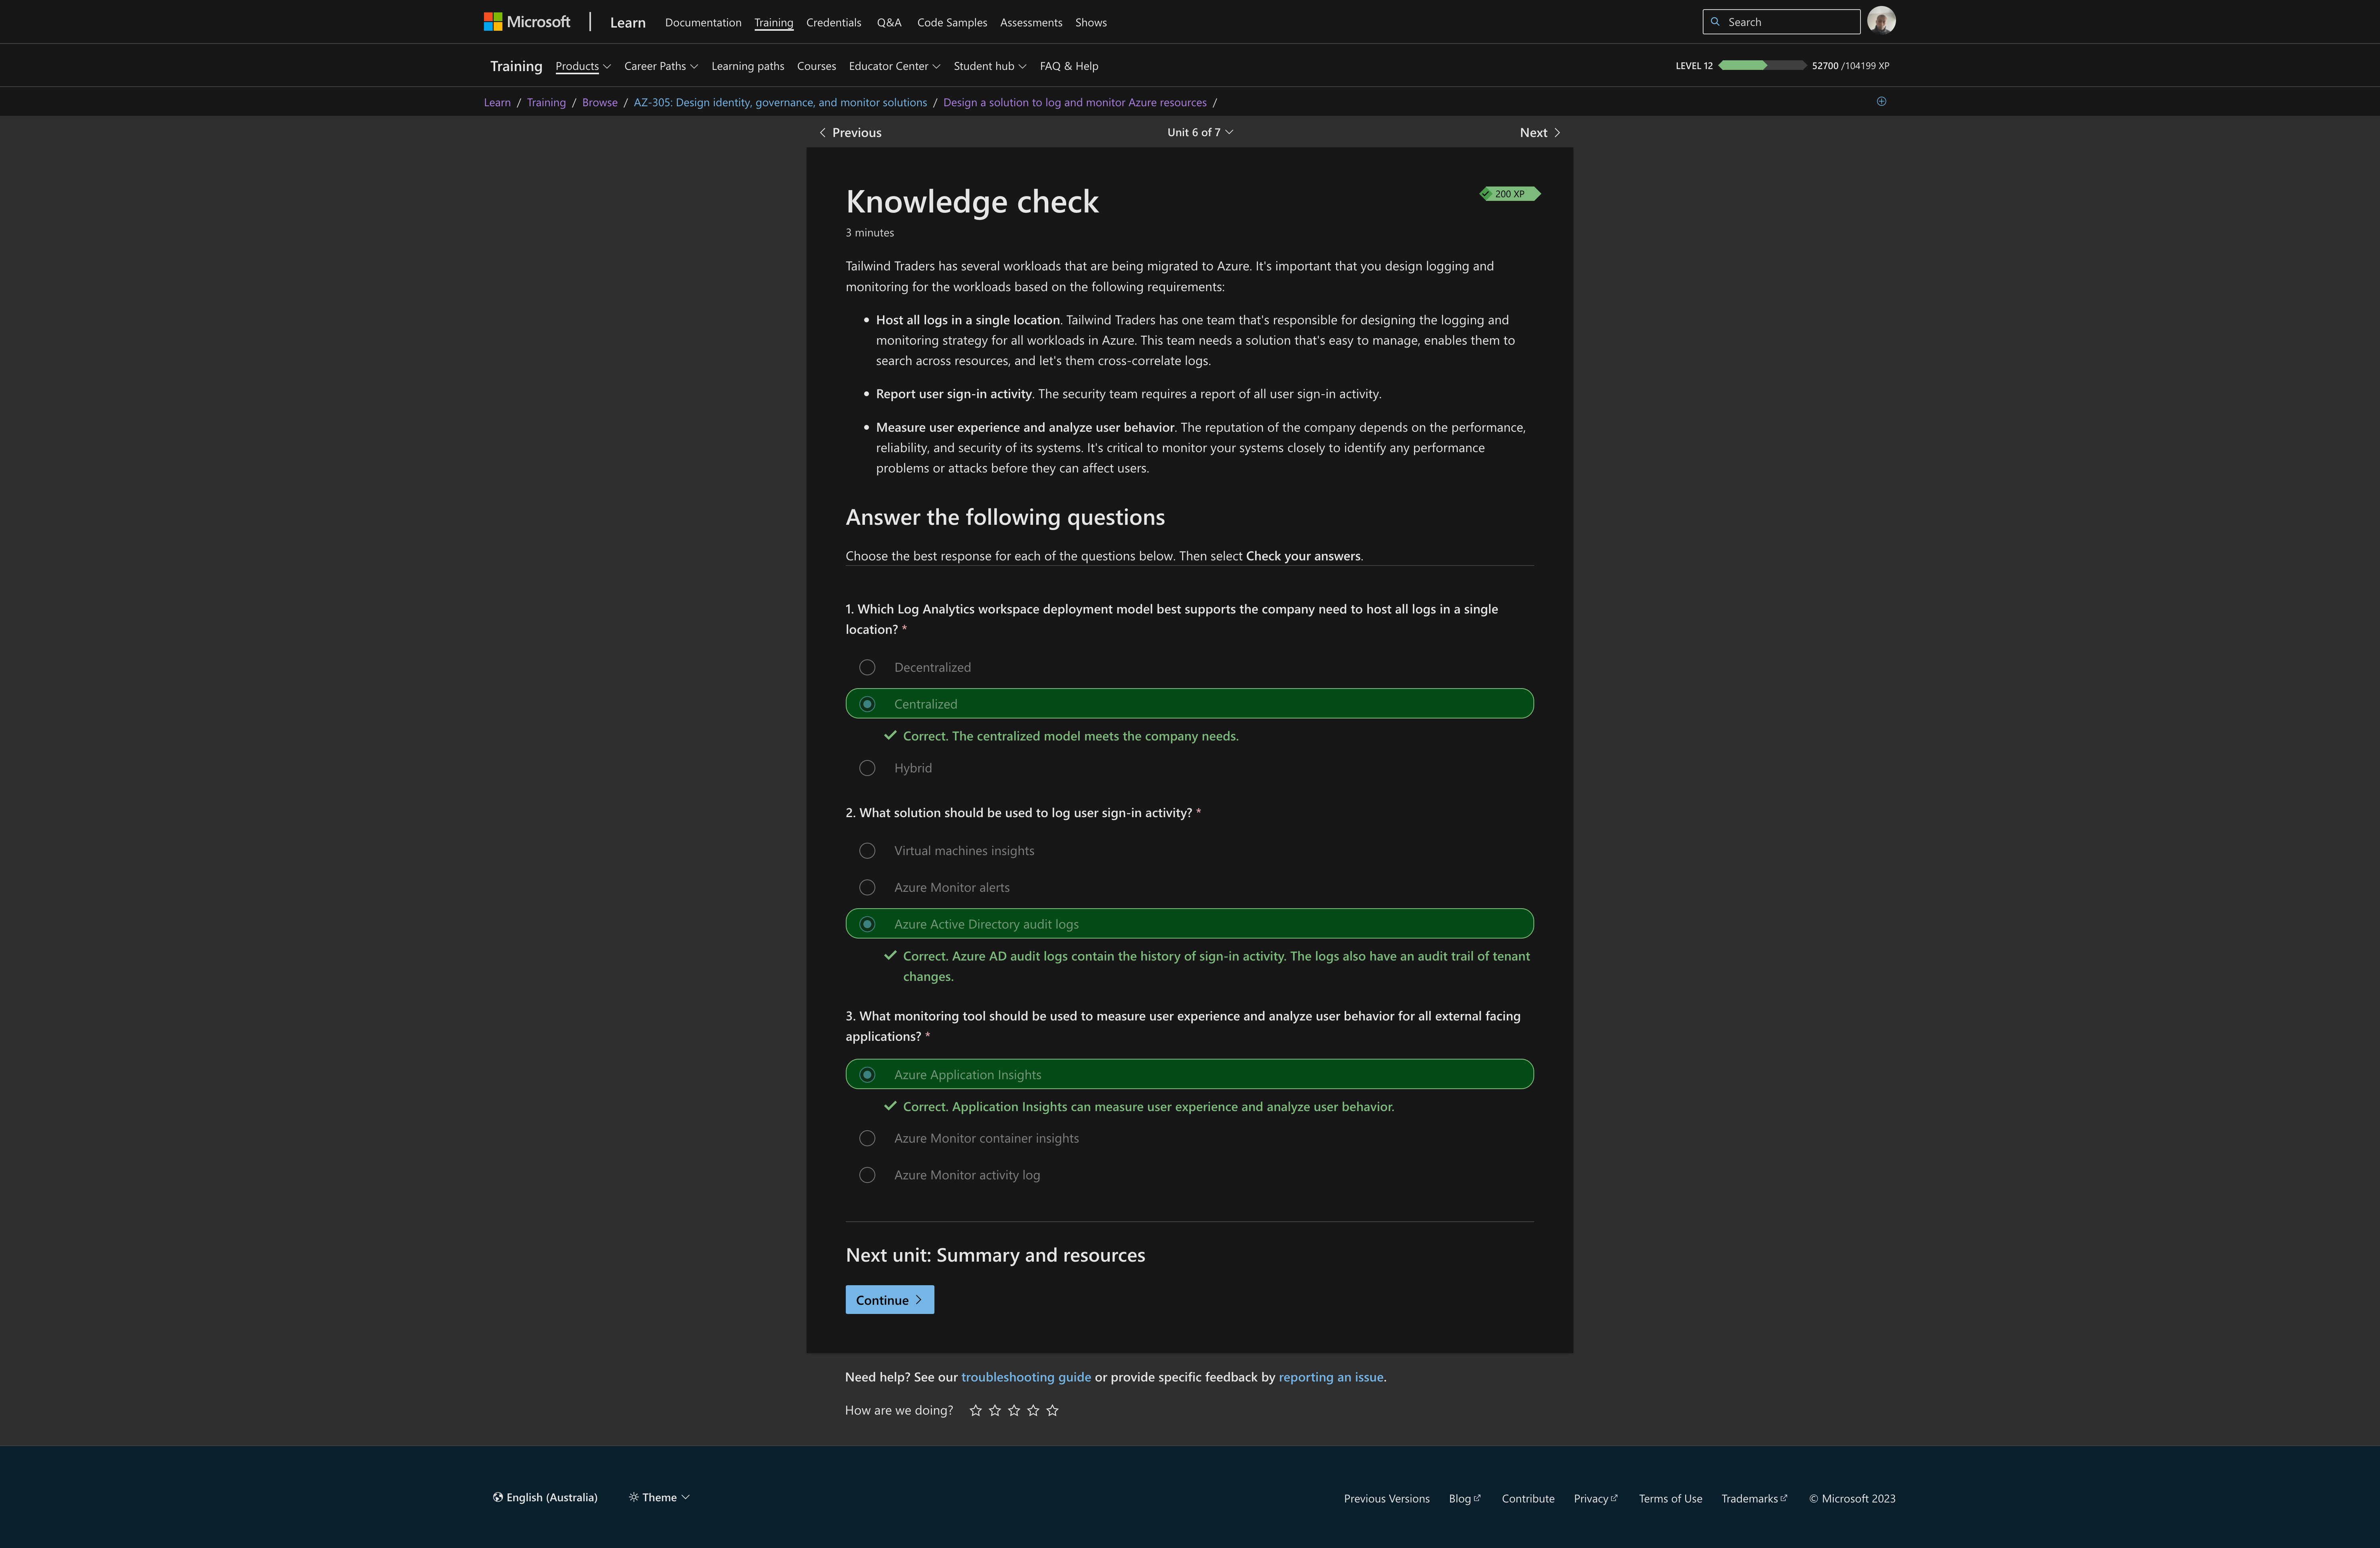 Microsoft
Learn
Documentation
Training
Credentials
Q&A
Code Samples
Assessments
Shows
Search
Training
Products
Career Paths
Learning paths
Courses
Educator Center
Student hub
FAQ & Help
LEVEL 12
52700 /104199 XP
Learn / Training / Browse / AZ-305: Design identity, governance, and monitor solutions / Design a solution to log and monitor Azure resources /
Previous
Unit 6 of 7
Next
Knowledge check
200 XP
3 minutes
Tailwind Traders has several workloads that are being migrated to Azure. It's important that you design logging and
monitoring for the workloads based on the following requirements:
• Host all logs in a single location. Tailwind Traders has one team that's responsible for designing the logging and
monitoring strategy for all workloads in Azure. This team needs a solution that's easy to manage, enables them to
search across resources, and let's them cross-correlate logs.
• Report user sign-in activity. The security team requires a report of all user sign-in activity.
• Measure user experience and analyze user behavior. The reputation of the company depends on the performance,
reliability, and security of its systems. It's critical to monitor your systems closely to identify any performance
problems or attacks before they can affect users.
Answer the following questions
Choose the best response for each of the questions below. Then select Check your answers.
1. Which Log Analytics workspace deployment model best supports the company need to host all logs in a single
location? *
Decentralized
Centralized
Correct. The centralized model meets the company needs.
Hybrid
2. What solution should be used to log user sign-in activity? *
Virtual machines insights
Azure Monitor alerts
Azure Active Directory audit logs
Correct. Azure AD audit logs contain the history of sign-in activity. The logs also have an audit trail of tenant
changes.
3. What monitoring tool should be used to measure user experience and analyze user behavior for all external facing
applications? *
Azure Application Insights
Correct. Application Insights can measure user experience and analyze user behavior.
Azure Monitor container insights
Azure Monitor activity log
Next unit: Summary and resources
Continue
Need help? See our troubleshooting guide or provide specific feedback by reporting an issue.
How are we doing?
English (Australia)
Theme
Previous Versions
Blog
Contribute
Privacy
Terms of Use
Trademarks
© Microsoft 2023